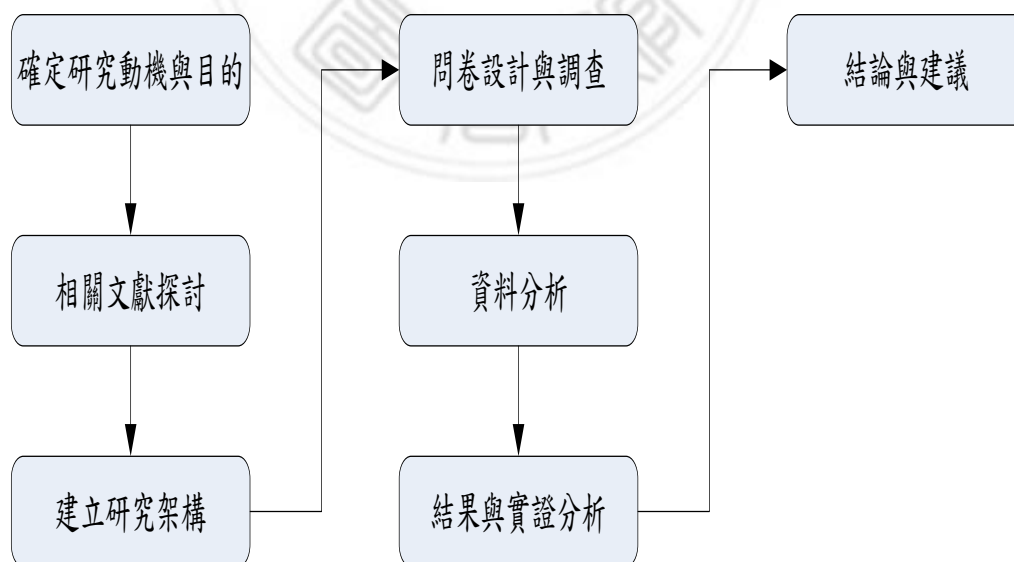 確定研究動機與目的
相關文獻探討
建立研究架構
問卷設計與調查
資料分析
結果與實證分析
結論與建議